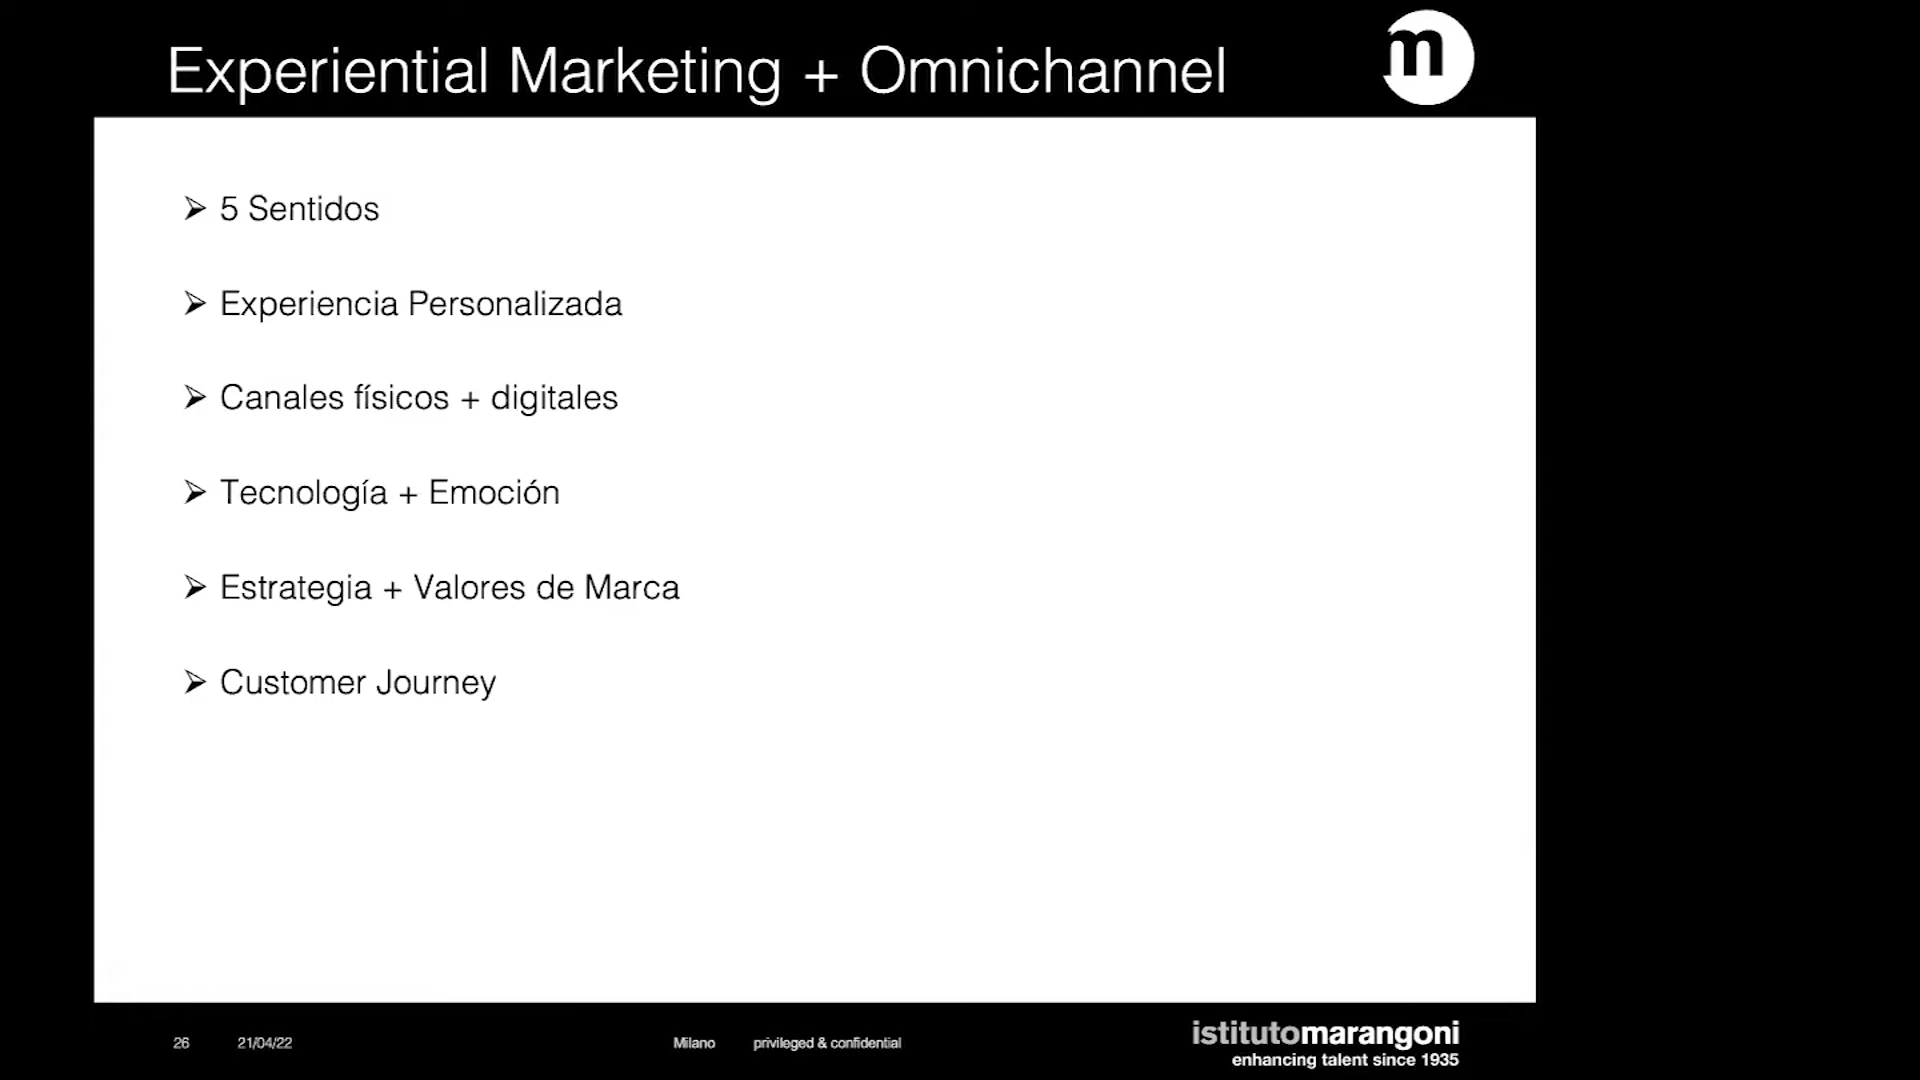 Experiential Marketing + Omnichannel
m
➢ 5 Sentidos
➢ Experiencia Personalizada
➢ Canales físicos + digitales
➢ Tecnología + Emoción
➢ Estrategia + Valores de Marca
➢ Customer Journey
26 21/04/22 Milano privileged & confidential
istitutomarangoni
enhancing talent since 1935